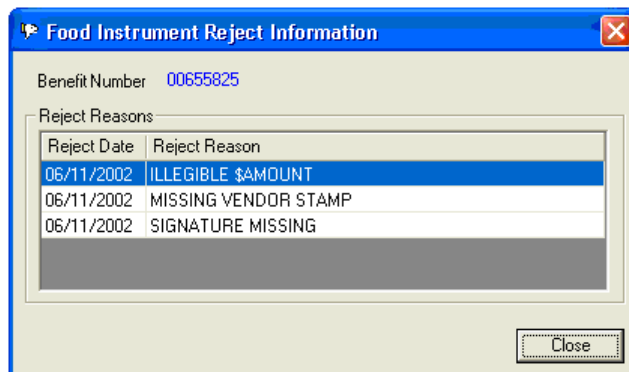 Food Instrument Reject Information
Benefit Number 00655825
Reject Reasons
Reject Date Reject Reason
06/11/2002 ILLEGIBLE $AMOUNT
06/11/2002 MISSING VENDOR STAMP
06/11/2002 SIGNATURE MISSING
Close